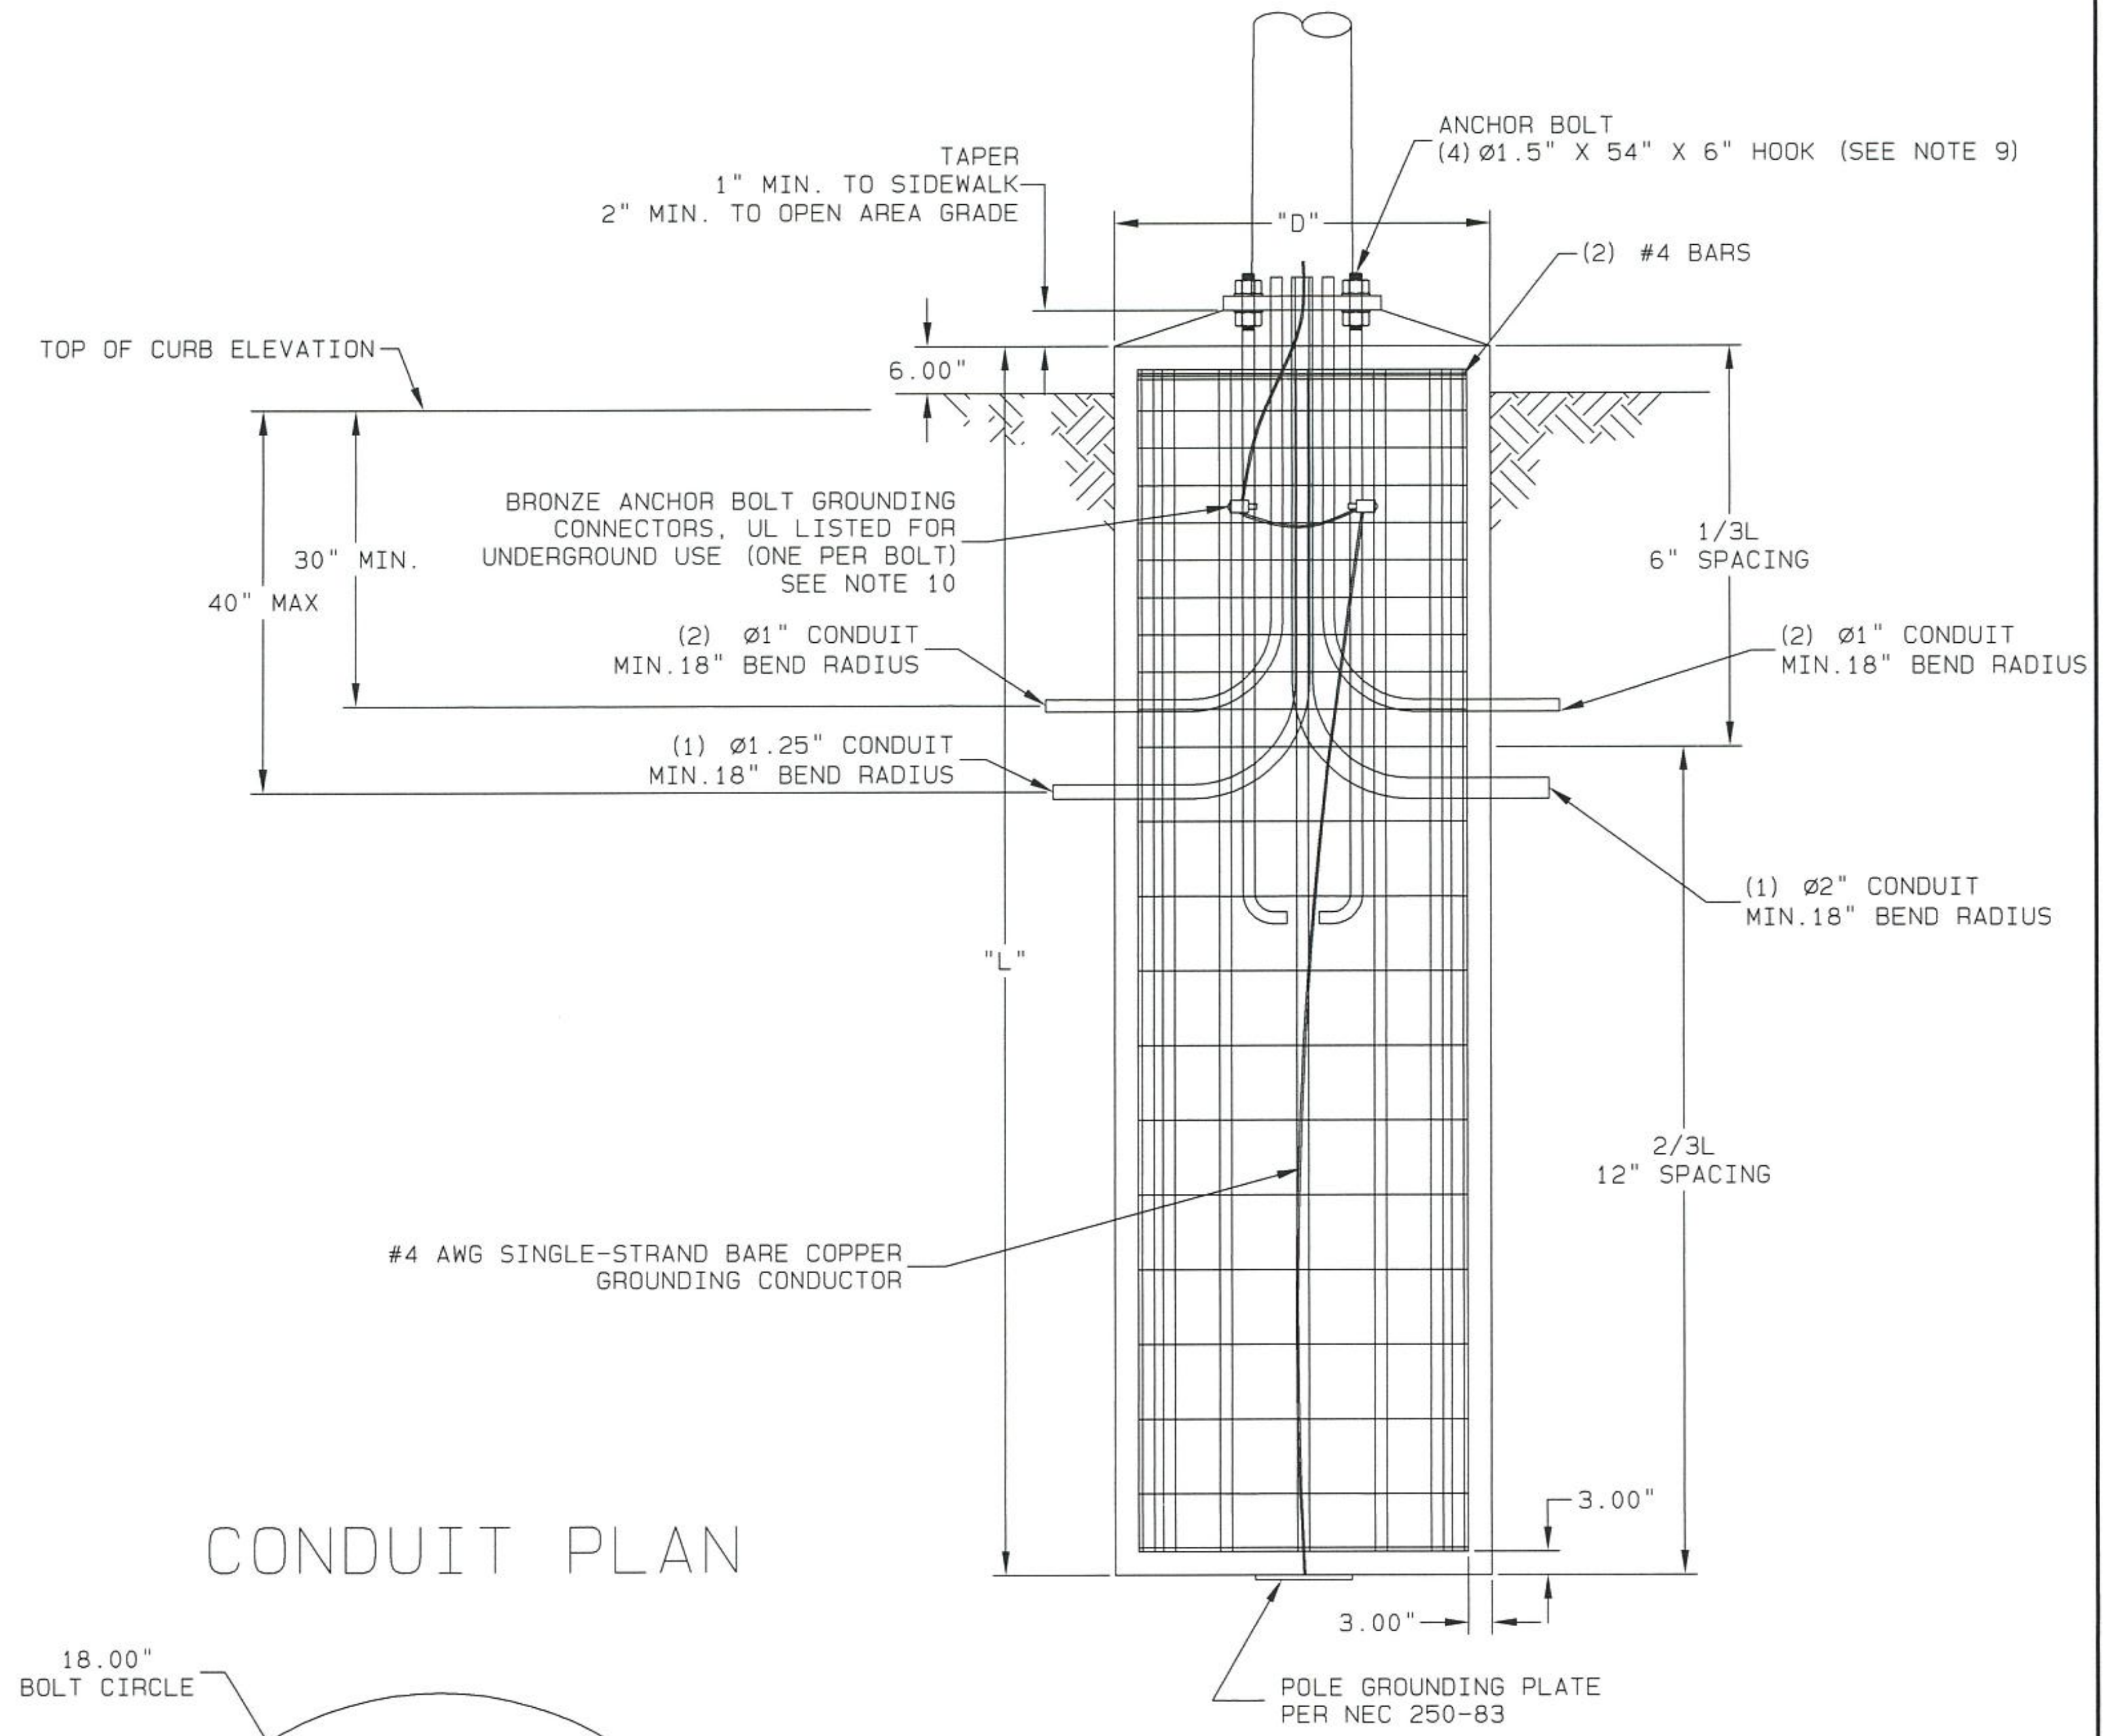 ANCHOR BOLT
(4) Ø1.5" X 54" X 6" HOOK (SEE NOTE 9)
TAPER
1" MIN. TO SIDEWALK
2" MIN. TO OPEN AREA GRADE
"D"
(2) #4 BARS
TOP OF CURB ELEVATION
6.00"
BRONZE ANCHOR BOLT GROUNDING
CONNECTORS, UL LISTED FOR
UNDERGROUND USE (ONE PER BOLT)
SEE NOTE 10
30" MIN.
40" MAX
1/3L
6" SPACING
(2) Ø1" CONDUIT
MIN.18" BEND RADIUS
(2) Ø1" CONDUIT
MIN.18" BEND RADIUS
(1) Ø1.25" CONDUIT
MIN.18" BEND RADIUS
(1) Ø2" CONDUIT
MIN.18" BEND RADIUS
"L"
2/3L
12" SPACING
#4 AWG SINGLE-STRAND BARE COPPER
GROUNDING CONDUCTOR
3.00"
CONDUIT PLAN
3.00"
18.00"
BOLT CIRCLE
POLE GROUNDING PLATE
PER NEC 250-83